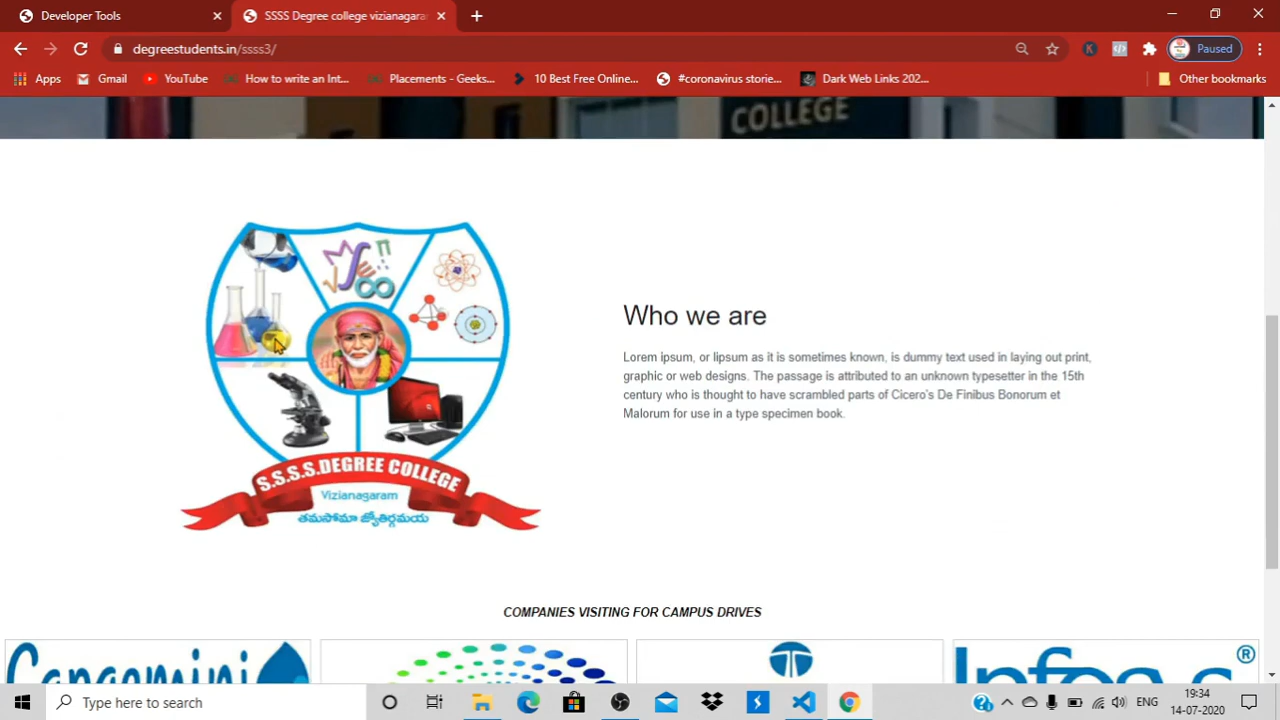 Developer Tools
SSSS Degree college vizianagara
degreestudents.in/ssss3/
Paused
Apps
Gmail
YouTube
How to write an Int...
Placements - Geeks...
10 Best Free Online...
#coronavirus storie...
Dark Web Links 202...
Other bookmarks
COLLEGE
S.S.S.S.DEGREE COLLEGE
Vizianagaram
తమసోమా జ్యోతిర్గమయ
Who we are
Lorem ipsum, or lipsum as it is sometimes known, is dummy text used in laying out print,
graphic or web designs. The passage is attributed to an unknown typesetter in the 15th
century who is thought to have scrambled parts of Cicero's De Finibus Bonorum et
Malorum for use in a type specimen book.
COMPANIES VISITING FOR CAMPUS DRIVES
Capgemini
Infosys®
Type here to search
ENG
19:34
14-07-2020